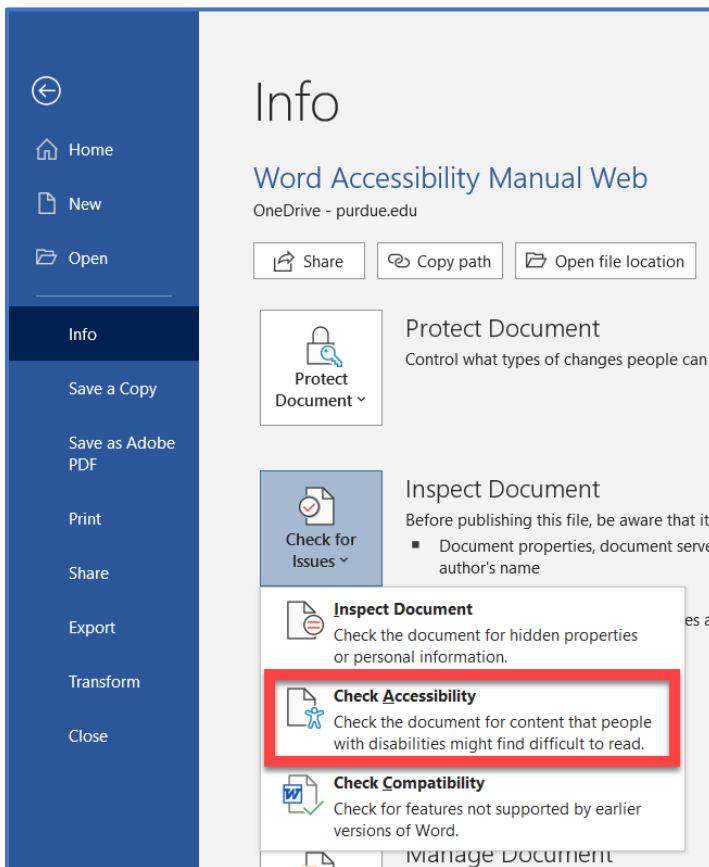 Info
Home
New
Open
Info
Save a Copy
Save as Adobe
PDF
Print
Share
Export
Transform
Close
Word Accessibility Manual Web
OneDrive - purdue.edu
Share
Copy path
Open file location
Protect
Document
Protect Document
Control what types of changes people can
Check for
Issues
Inspect Document
Before publishing this file, be aware that it
Document properties, document serve
author's name
es a
Inspect Document
Check the document for hidden properties
or personal information.
Check Accessibility
Check the document for content that people
with disabilities might find difficult to read.
Check Compatibility
Check for features not supported by earlier
versions of Word.
Manage Document